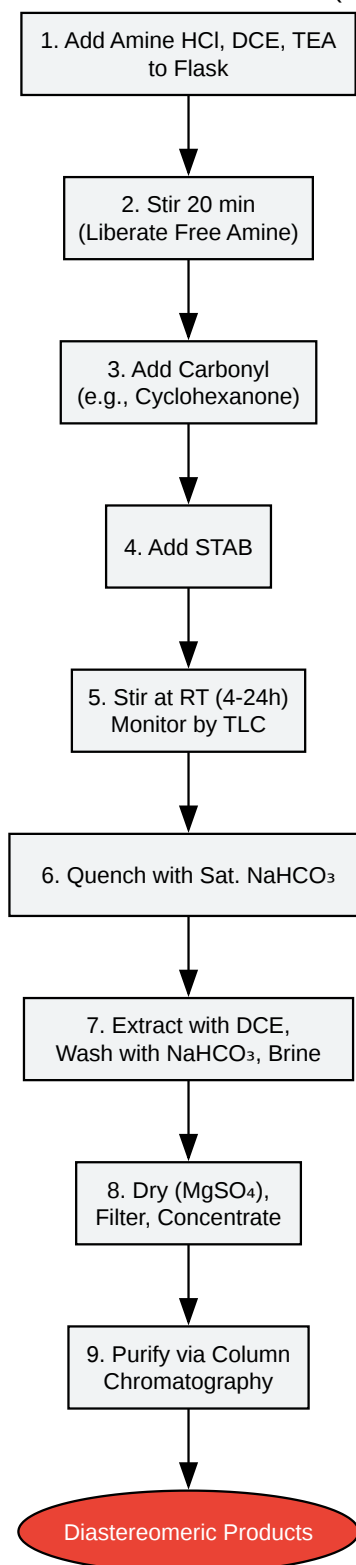 1. Add Amine HCl, DCE, TEA
to Flask
2. Stir 20 min
(Liberate Free Amine)
3. Add Carbonyl
(e.g., Cyclohexanone)
4. Add STAB
5. Stir at RT (4-24h)
Monitor by TLC
6. Quench with Sat. NaHCO₃
7. Extract with DCE,
Wash with NaHCO₃, Brine
8. Dry (MgSO₄),
Filter, Concentrate
9. Purify via Column
Chromatography
Diastereomeric Products